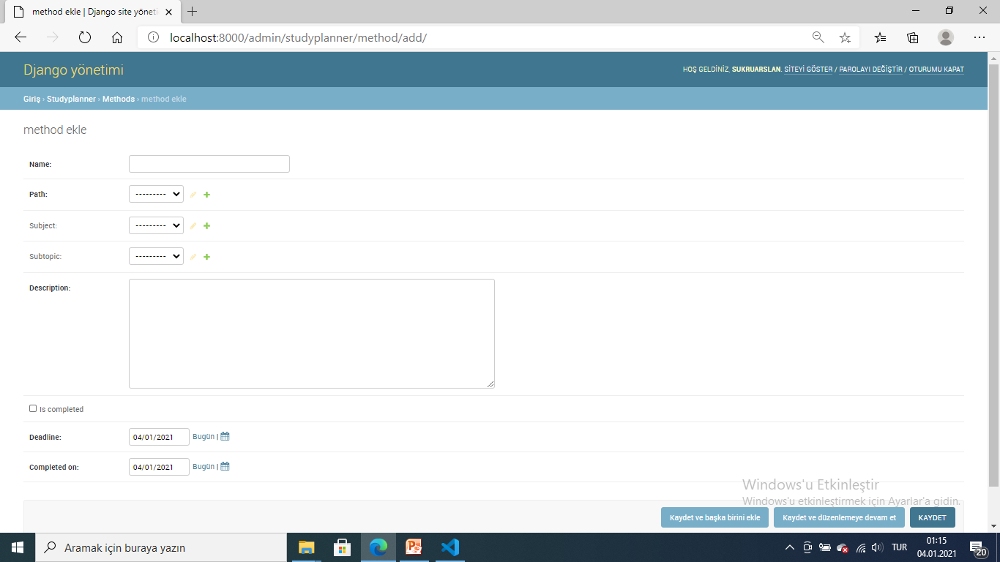 method ekle | Django site yöneti
localhost:8000/admin/studyplanner/method/add/
Django yönetimi
HOŞ GELDİNİZ, SUKRUARSLAN. SİTEYİ GÖSTER / PAROLAYI DEĞİŞTİR / OTURUMU KAPAT
Giriş › Studyplanner › Methods › method ekle
method ekle
Name:
Path: ---------
Subject: ---------
Subtopic: ---------
Description:
Is completed
Deadline: 04/01/2021 Bugün |
Completed on: 04/01/2021 Bugün |
Windows'u Etkinleştir
Windows'u etkinleştirmek için Ayarlar'a gidin.
Kaydet ve başka birini ekle Kaydet ve düzenlemeye devam et KAYDET
Aramak için buraya yazın
TUR
01:15
04.01.2021
20